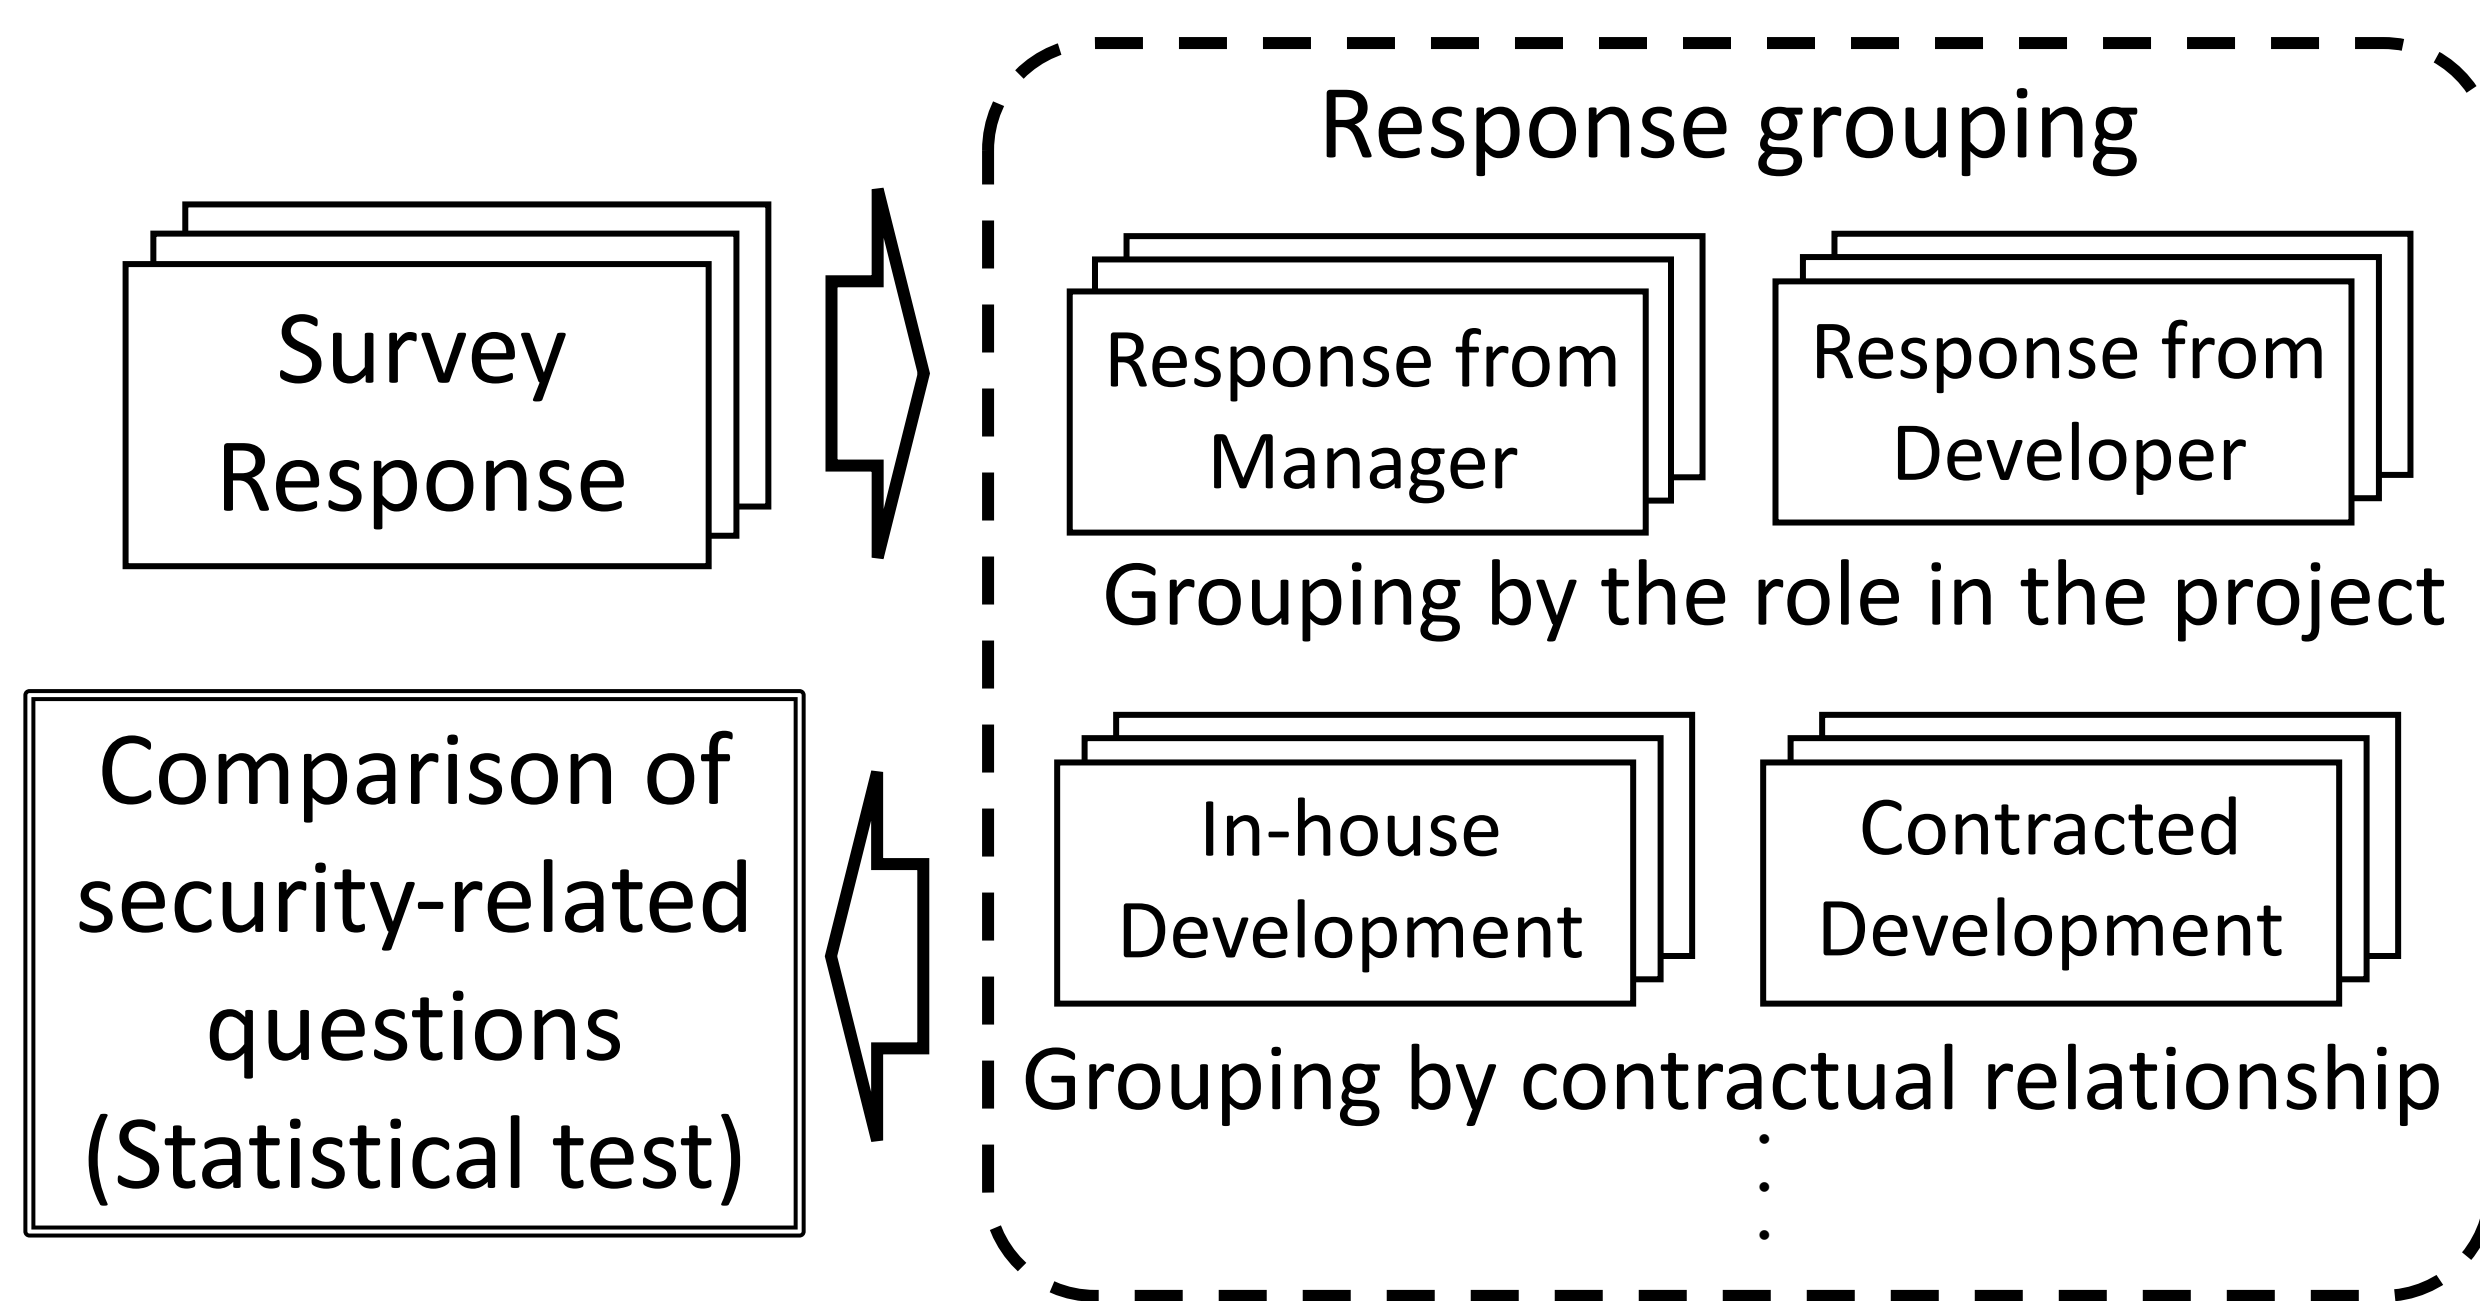 Survey
Response
Response grouping
Response from
Manager
Response from
Developer
Grouping by the role in the project
In-house
Development
Contracted
Development
Grouping by contractual relationship
Comparison of
security-related
questions
(Statistical test)